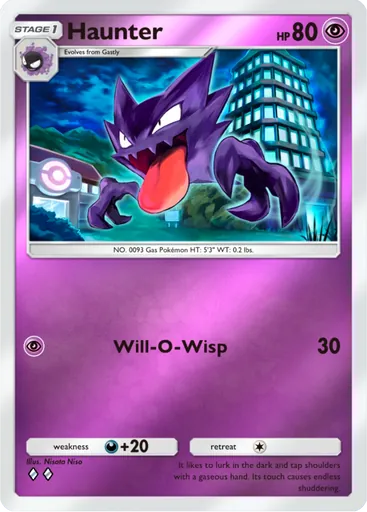 STAGE 1
Haunter
HP 80
Evolves from Gastly
NO. 0093 Gas Pokémon HT: 5'3" WT: 0.2 lbs.
Will-O-Wisp 30
weakness +20 retreat
Illus. Nisota Niso
It likes to lurk in the dark and tap shoulders
with a gaseous hand. Its touch causes endless
shuddering.